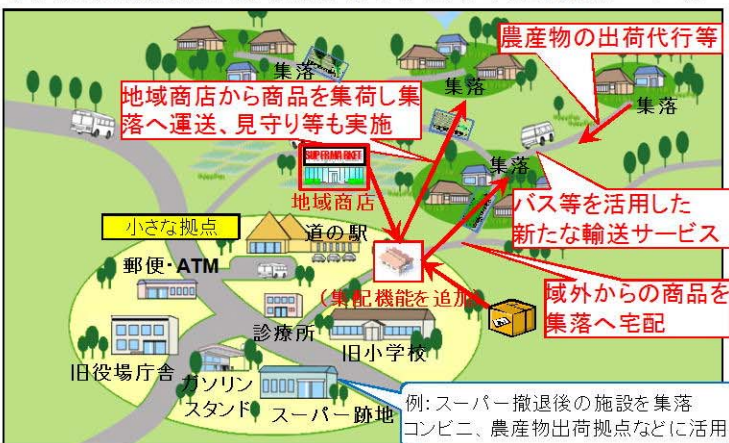 農産物の出荷代行等
集落
集落
集落
地域商店から商品を集荷し集
落へ運送、見守り等も実施
SUPERMARKET
集落
地域商店
バス等を活用した
新たな輸送サービス
小さな拠点
道の駅
郵便・ATM
(集配機能を追加)
域外からの商品を
集落へ宅配
診療所
旧小学校
旧役場庁舎
ガソリン
スタンド
スーパー跡地
例:スーパー撤退後の施設を集落
コンビニ、農産物出荷拠点などに活用